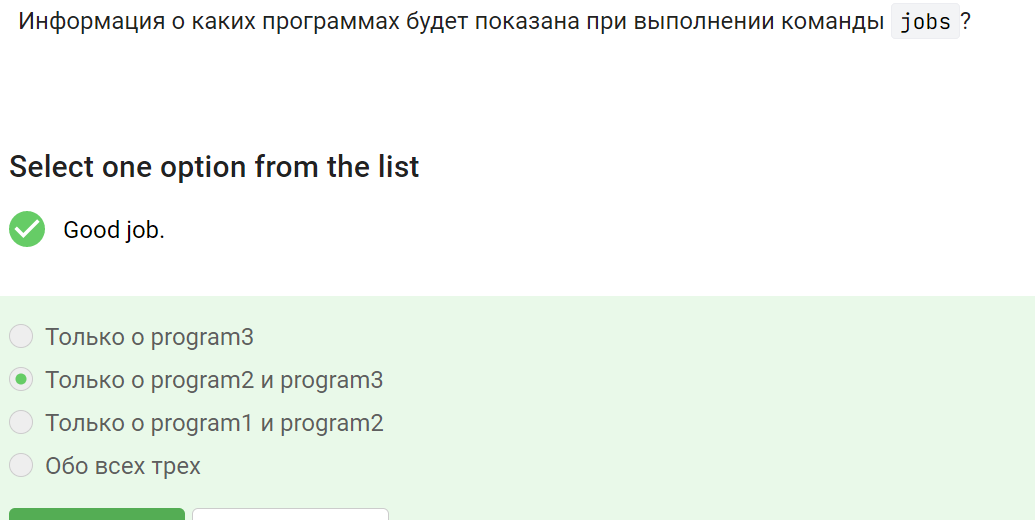 Информация о каких программах будет показана при выполнении команды jobs?
Select one option from the list
Good job.
Только о program3
Только о program2 и program3
Только о program1 и program2
Обо всех трех